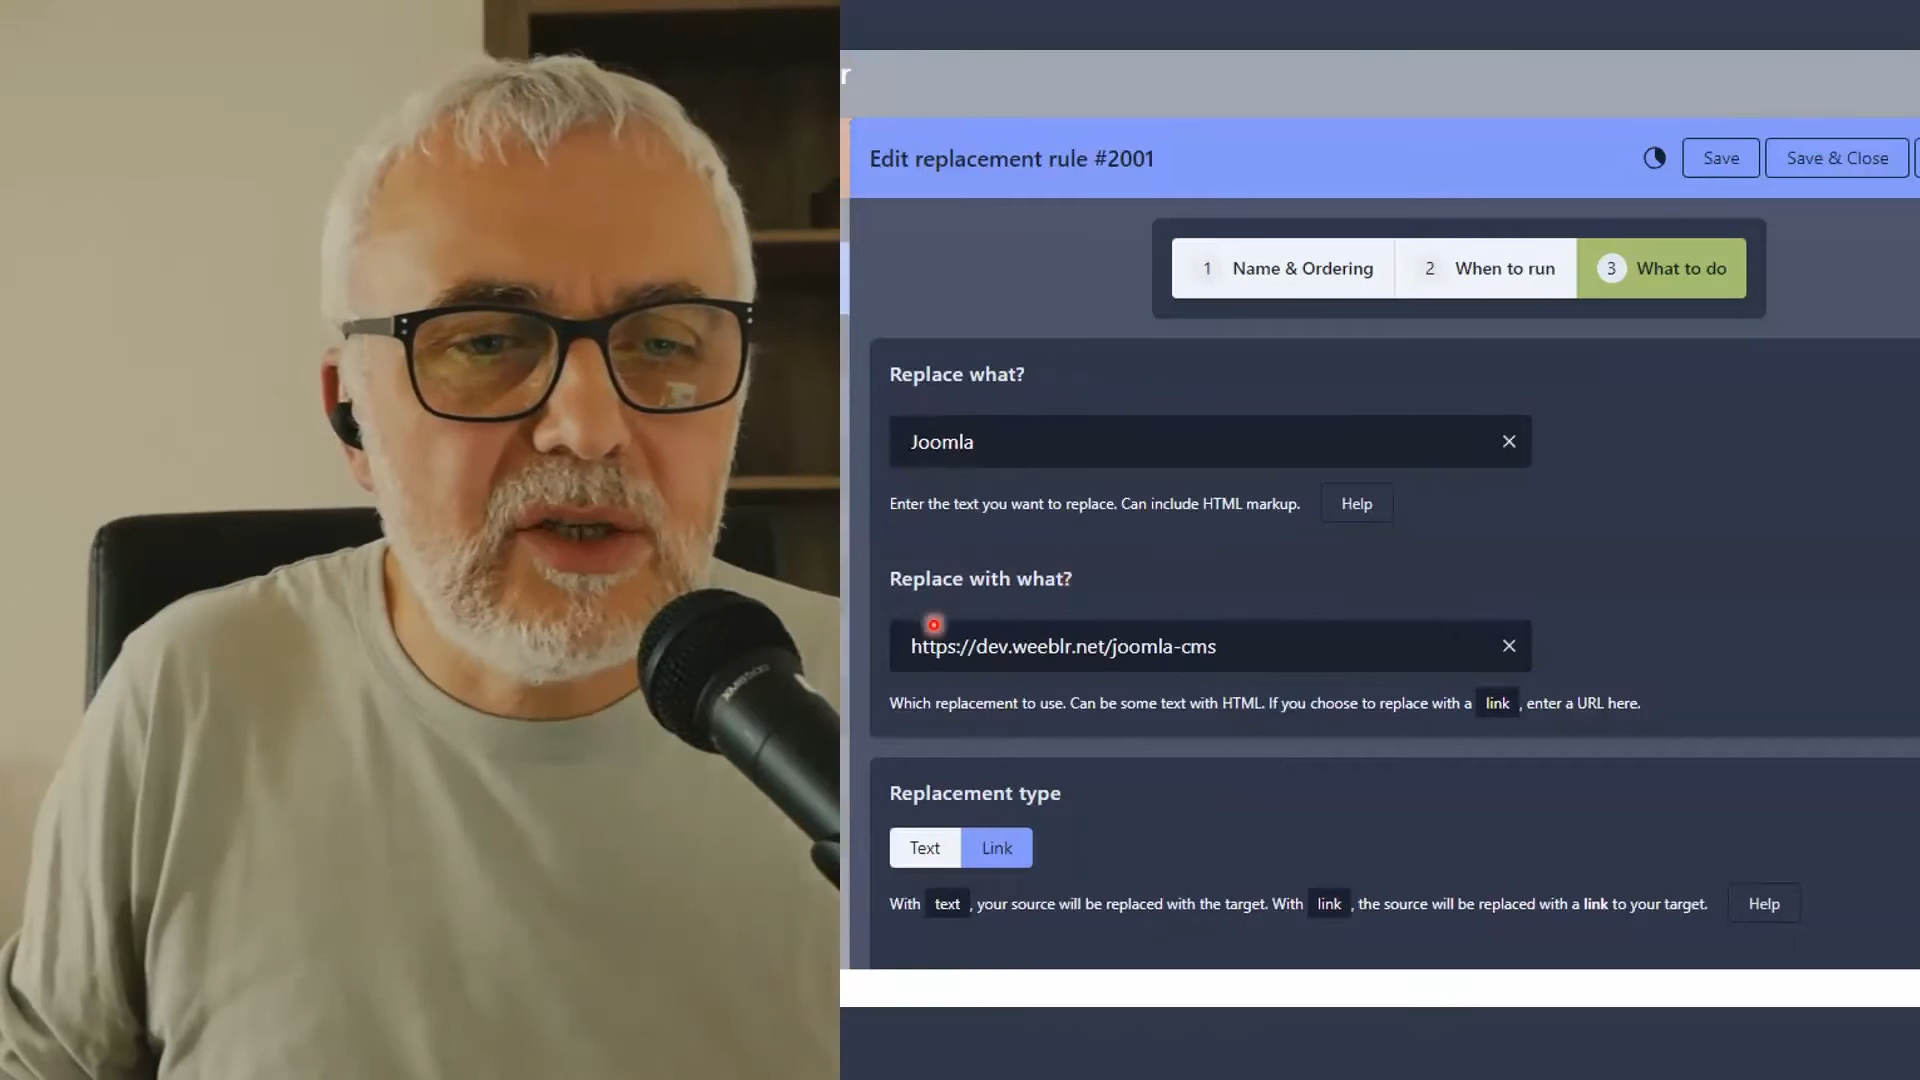 r
Edit replacement rule #2001
Save
Save & Close
1 Name & Ordering
2 When to run
3 What to do
Replace what?
Joomla
Enter the text you want to replace. Can include HTML markup.
Help
Replace with what?
https://dev.weeblr.net/joomla-cms
Which replacement to use. Can be some text with HTML. If you choose to replace with a link , enter a URL here.
Replacement type
Text
Link
With text , your source will be replaced with the target. With link , the source will be replaced with a link to your target.
Help